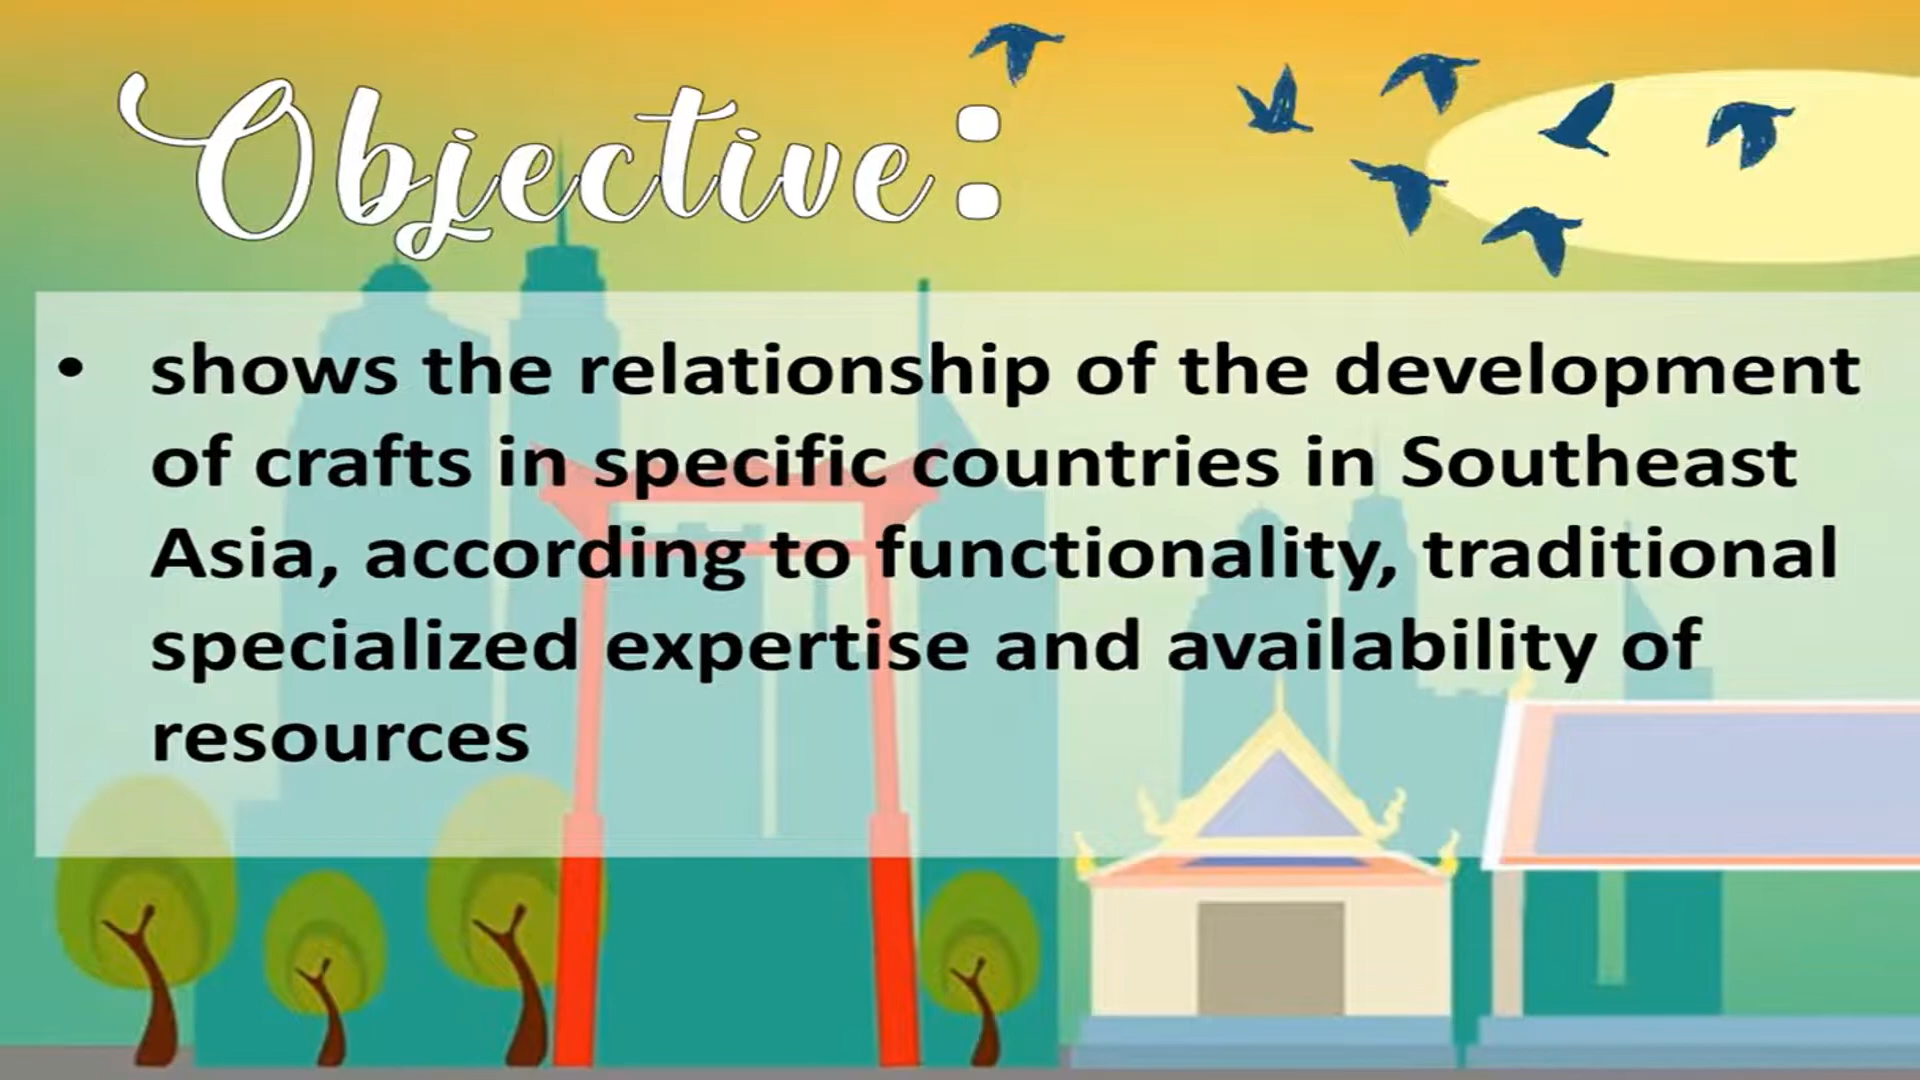 Objective:
• shows the relationship of the development
of crafts in specific countries in Southeast
Asia, according to functionality, traditional
specialized expertise and availability of
resources